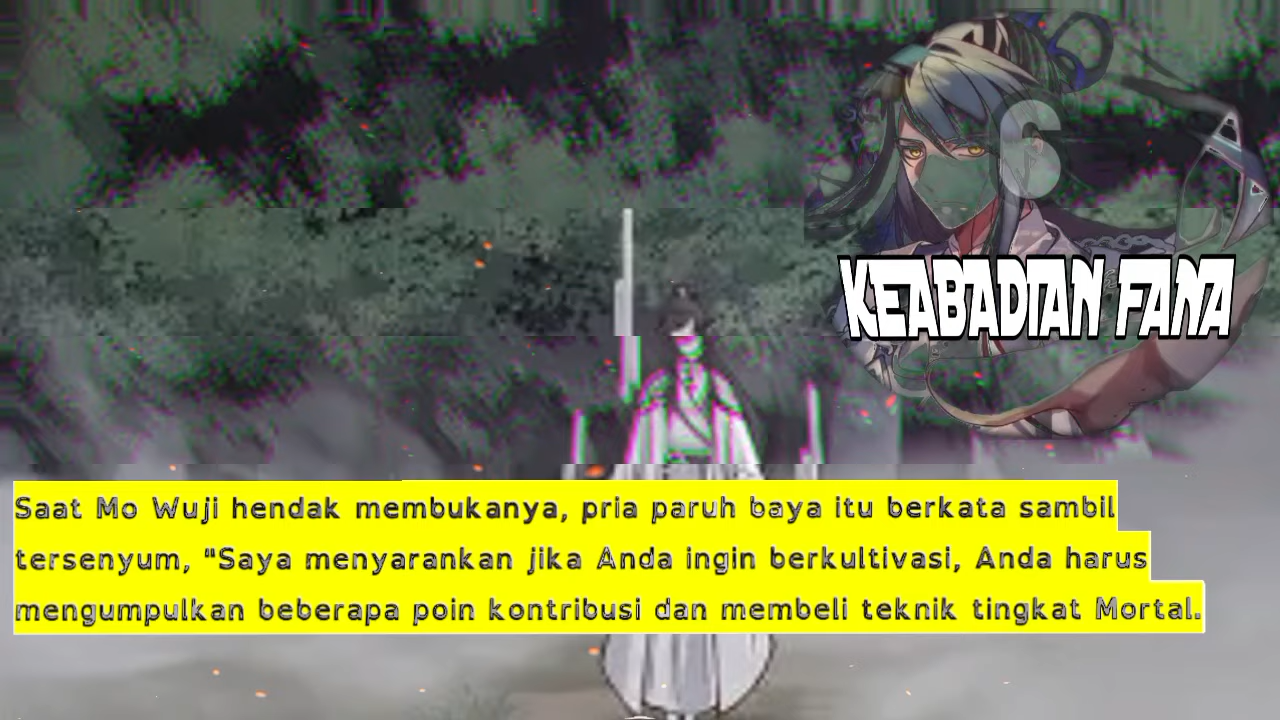 6
KEABADIAN FANA
Saat Mo Wuji hendak membukanya, pria paruh baya itu berkata sambil
tersenyum, "Saya menyarankan jika Anda ingin berkultivasi, Anda harus
mengumpulkan beberapa poin kontribusi dan membeli teknik tingkat Mortal.